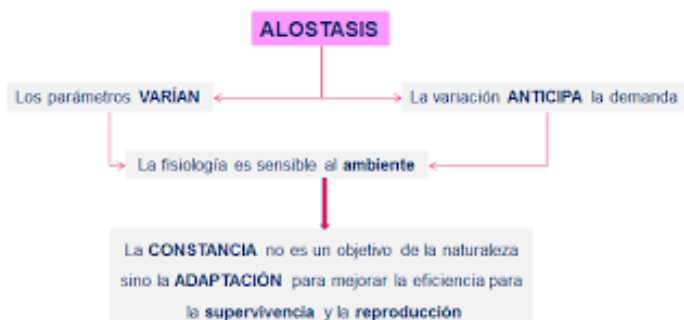 ALOSTASIS
Los parámetros VARÍAN
La variación ANTICIPA la demanda
La fisiología es sensible al ambiente
La CONSTANCIA no es un objetivo de la naturaleza
sino la ADAPTACIÓN para mejorar la eficiencia para
la supervivencia y la reproducción